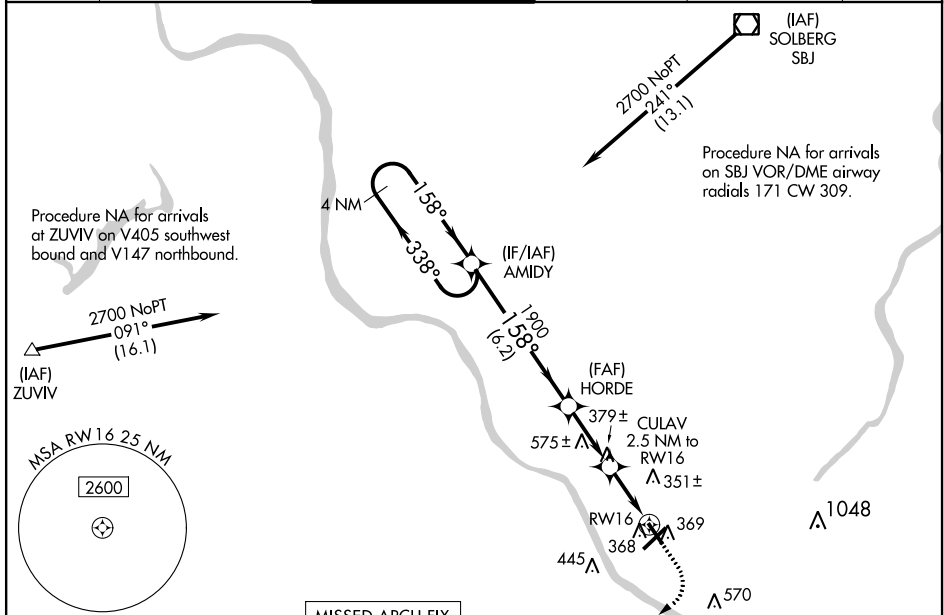 (IAF)
SOLBERG
SBJ
2700 NoPT
241°
(13.1)
Procedure NA for arrivals
on SBJ VOR/DME airway
radials 171 CW 309.
4 NM
158°
338°
(IF/IAF)
AMIDY
Procedure NA for arrivals
at ZUVIV on V405 southwest
bound and V147 northbound.
2700 NoPT
091°
(16.1)
(IAF)
ZUVIV
1900
158°
(6.2)
(FAF)
HORDE
379±
575±
CULAV
2.5 NM to
RW16
351±
MSA RW16 25 NM
2600
RW16
368
369
1048
445
570
MISSED APCH FIX